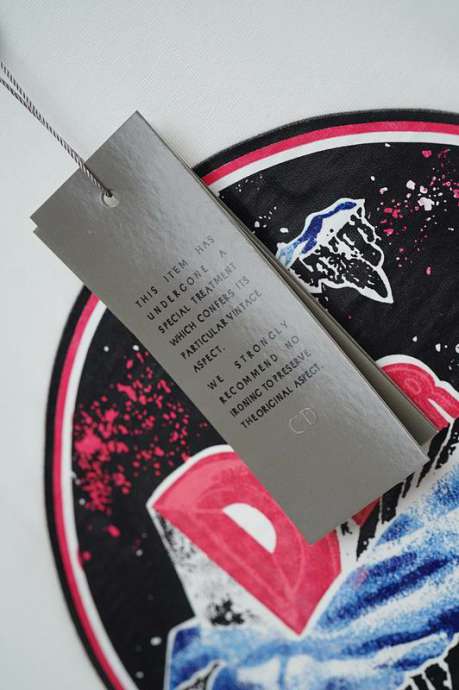 THIS ITEM HAS
UNDERGONE A
SPECIAL TREATMENT
WHICH CONFERS ITS
PARTICULAR VINTAGE
ASPECT.
WE STRONGLY
RECOMMEND NO
IRONING TO PRESERVE
THE ORIGINAL ASPECT.
CD
D